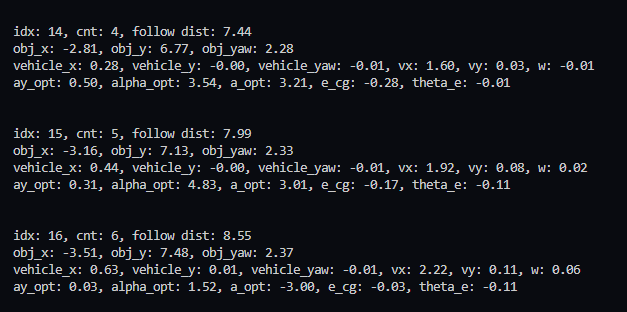 idx: 14, cnt: 4, follow dist: 7.44
obj_x: -2.81, obj_y: 6.77, obj_yaw: 2.28
vehicle_x: 0.28, vehicle_y: -0.00, vehicle_yaw: -0.01, vx: 1.60, vy: 0.03, w: -0.01
ay_opt: 0.50, alpha_opt: 3.54, a_opt: 3.21, e_cg: -0.28, theta_e: -0.01
idx: 15, cnt: 5, follow dist: 7.99
obj_x: -3.16, obj_y: 7.13, obj_yaw: 2.33
vehicle_x: 0.44, vehicle_y: -0.00, vehicle_yaw: -0.01, vx: 1.92, vy: 0.08, w: 0.02
ay_opt: 0.31, alpha_opt: 4.83, a_opt: 3.01, e_cg: -0.17, theta_e: -0.11
idx: 16, cnt: 6, follow dist: 8.55
obj_x: -3.51, obj_y: 7.48, obj_yaw: 2.37
vehicle_x: 0.63, vehicle_y: 0.01, vehicle_yaw: -0.01, vx: 2.22, vy: 0.11, w: 0.06
ay_opt: 0.03, alpha_opt: 1.52, a_opt: -3.00, e_cg: -0.03, theta_e: -0.11